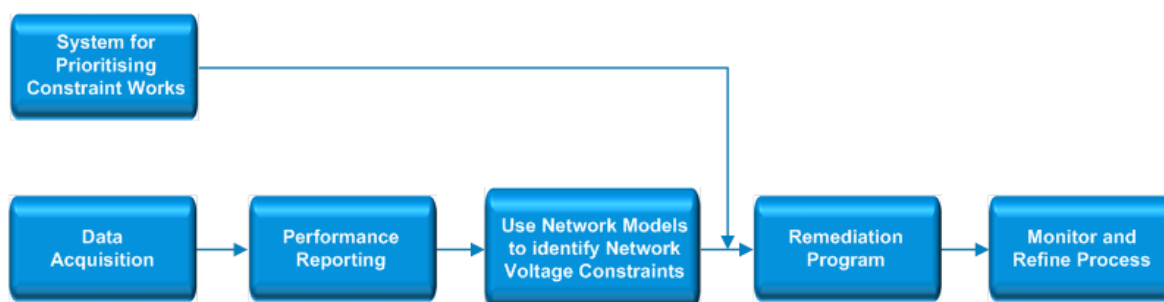 System for
Prioritising
Constraint Works
Data
Acquisition
Performance
Reporting
Use Network Models
to identify Network
Voltage Constraints
Remediation
Program
Monitor and
Refine Process